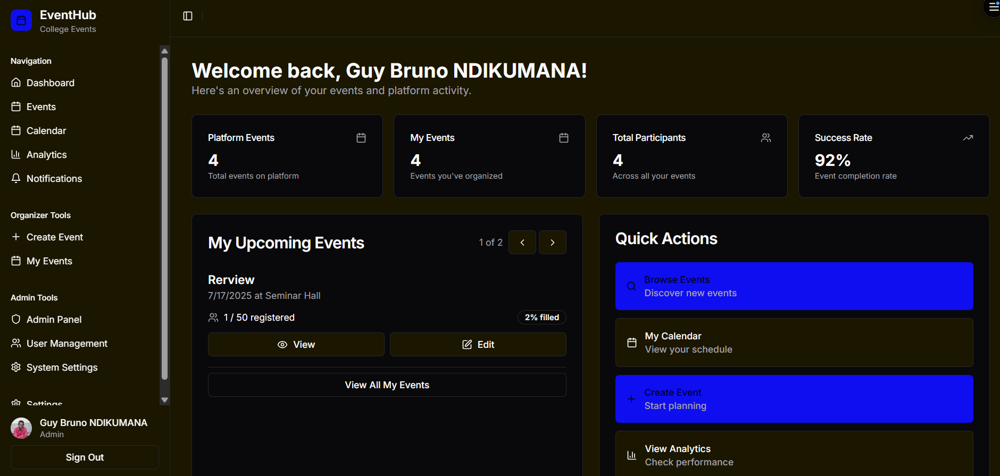 EventHub
College Events
Navigation
Dashboard
Events
Calendar
Analytics
Notifications
Organizer Tools
Create Event
My Events
Admin Tools
Admin Panel
User Management
System Settings
Settings
Guy Bruno NDIKUMANA
Admin
Sign Out
Welcome back, Guy Bruno NDIKUMANA!
Here's an overview of your events and platform activity.
Platform Events
4
Total events on platform
My Events
4
Events you've organized
Total Participants
4
Across all your events
Success Rate
92%
Event completion rate
My Upcoming Events
1 of 2
Rerview
7/17/2025 at Seminar Hall
1 / 50 registered
2% filled
View
Edit
View All My Events
Quick Actions
Browse Events
Discover new events
My Calendar
View your schedule
Create Event
Start planning
View Analytics
Check performance